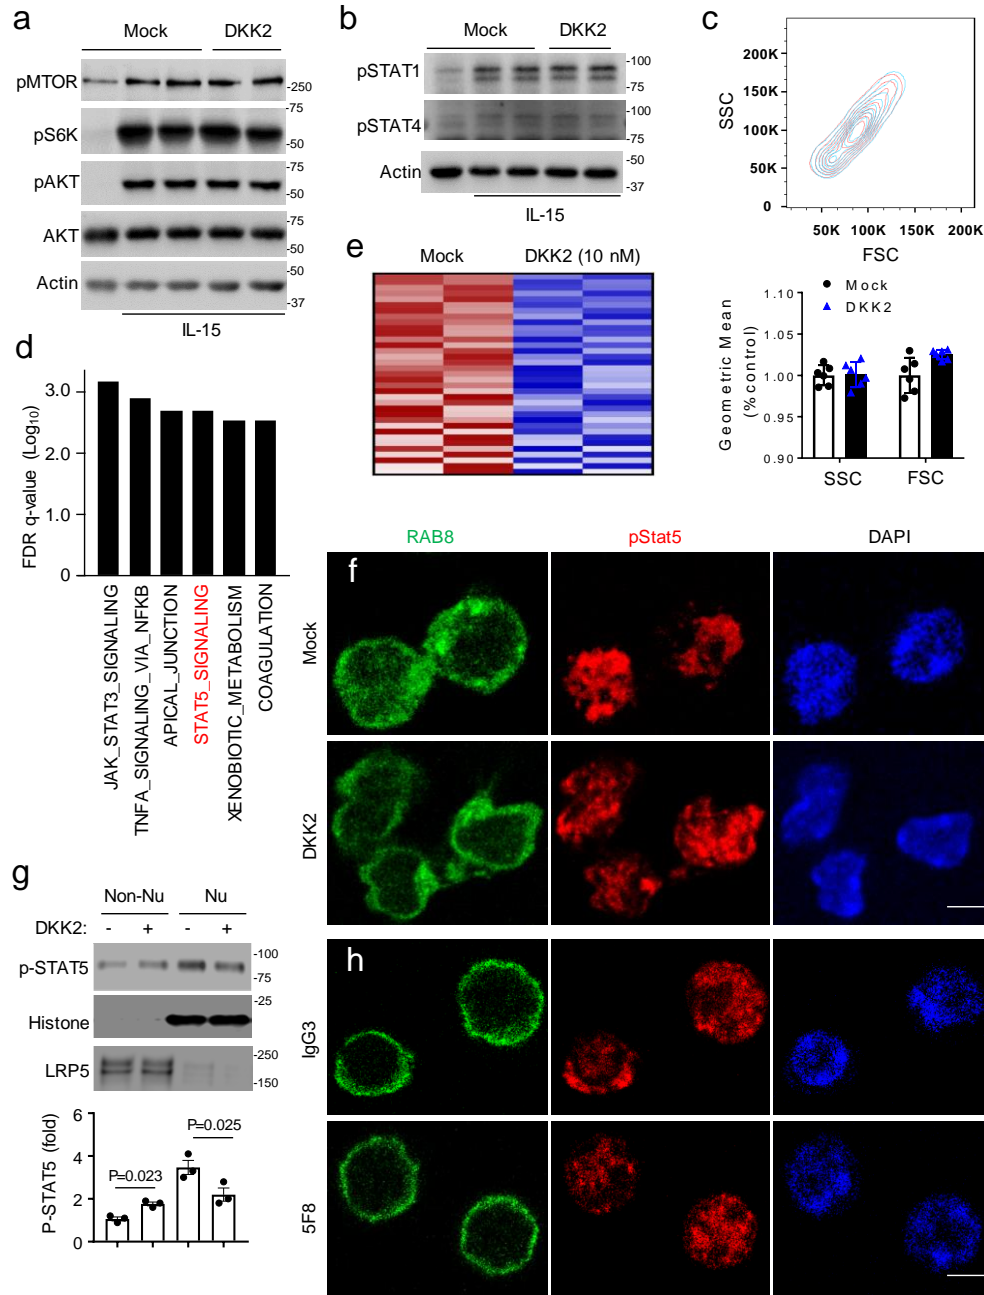 a
Mock DKK2
pMTOR
-250
-75
pS6K
-50
-75
pAKT
-50
-75
AKT
-50
-50
Actin
-37
IL-15
b
Mock DKK2
-100
pSTAT1
-75
-100
pSTAT4
-75
-50
Actin
-37
IL-15
c
SSC
200K
150K
100K
50K
0
50K 100K 150K 200K
FSC
Mock
DKK2
Geometric Mean
(% control)
1.10
1.05
1.00
0.95
0.90
SSC FSC
d
FDR q-value (Log10)
3.0
2.0
1.0
0
JAK_STAT3_SIGNALING
TNFA_SIGNALING_VIA_NFKB
APICAL_JUNCTION
STAT5_SIGNALING
XENOBIOTIC_METABOLISM
COAGULATION
e
Mock DKK2 (10 nM)
RAB8 pStat5 DAPI
f
Mock
DKK2
g
Non-Nu Nu
DKK2: - + - +
-100
p-STAT5
-75
-25
Histone
-250
LRP5
-150
P-STAT5 (fold)
6
4
2
0
P=0.023
P=0.025
h
IgG3
5F8